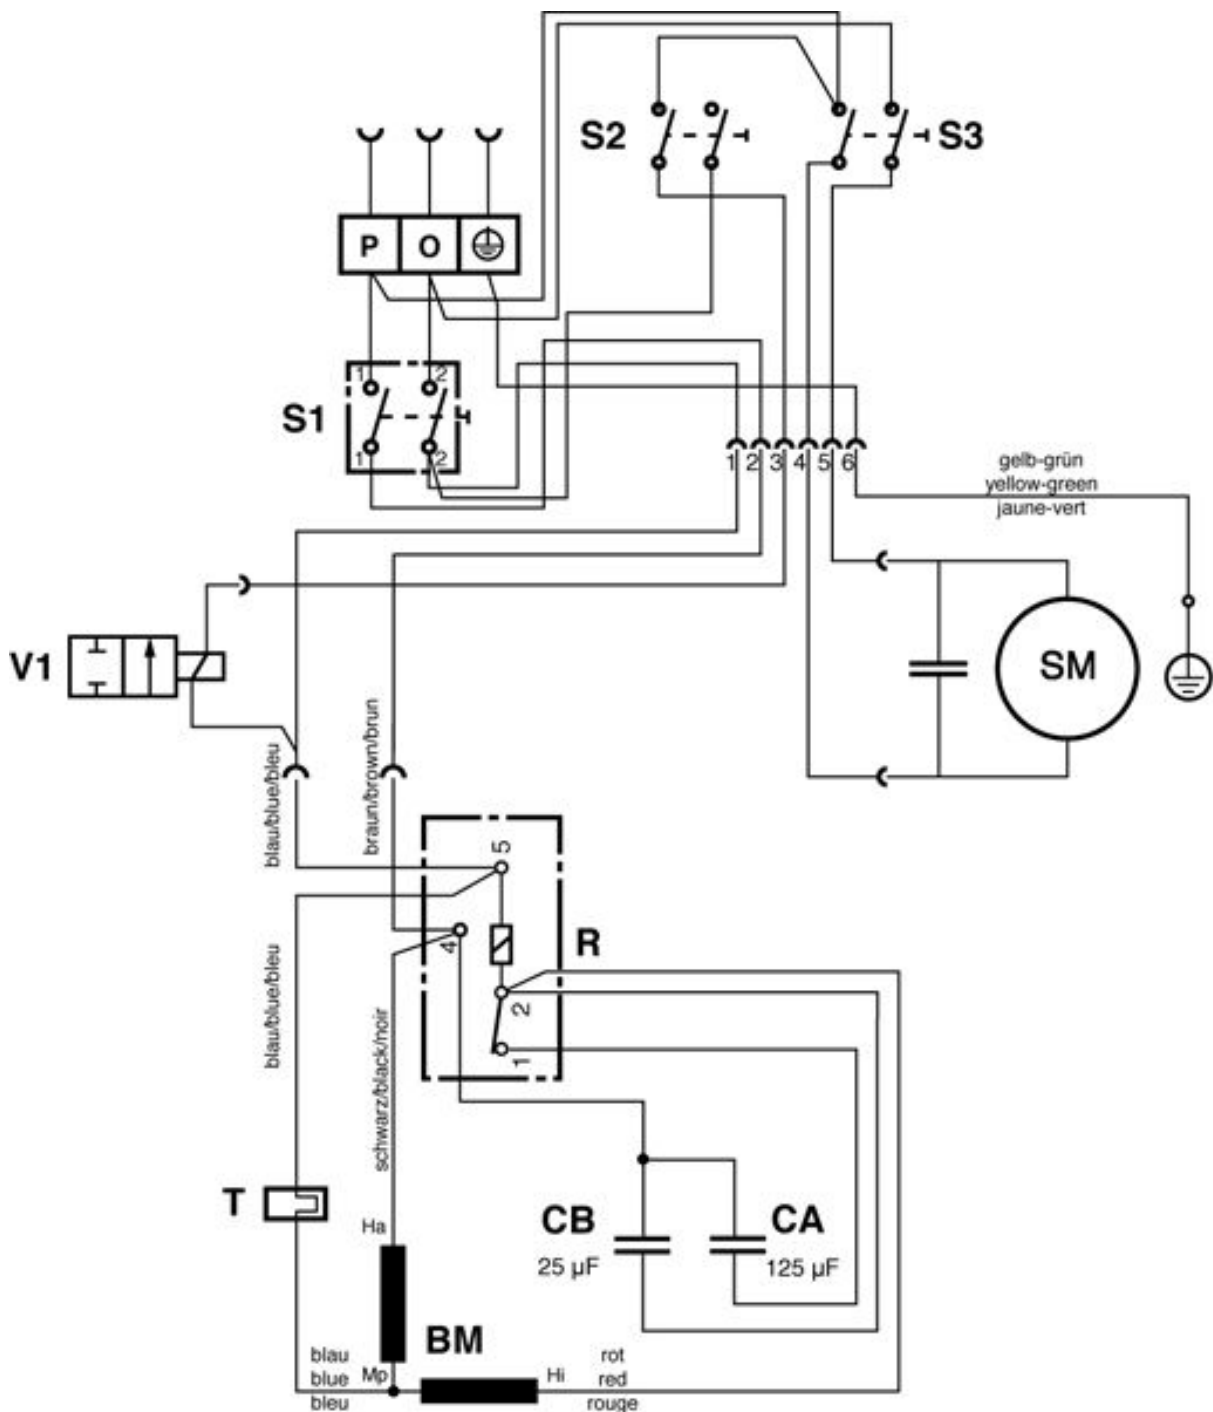 S2
S3
P
O
1
2
S1
1
2
1 2 3 4 5 6
gelb-grün
yellow-green
jaune-vert
V1
SM
blau/blue/bleu
braun/brown/brun
5
4
R
2
1
blau/blue/bleu
schwarz/black/noir
T
Ha
CB
25 µF
CA
125 µF
BM
blau
blue
bleu
Mp
Hi
rot
red
rouge